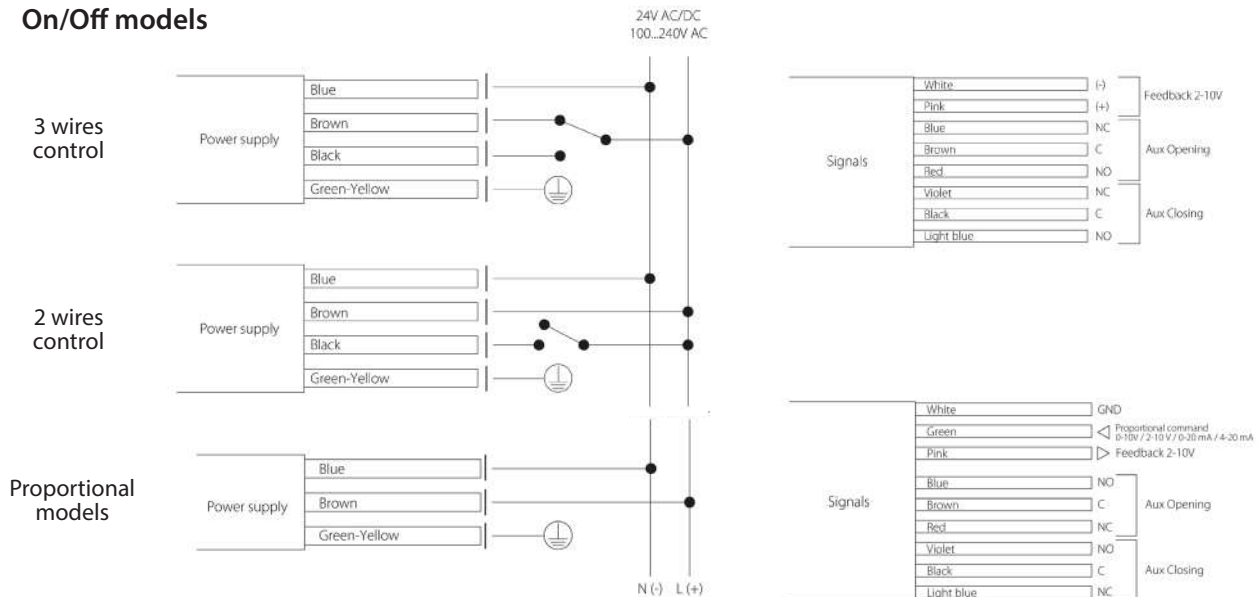 On/Off models
24V AC/DC
100...240V AC
3 wires
control
Power supply
Blue
Brown
Black
Green-Yellow
Signals
White (-)
Pink (+)
Feedback 2-10V
Blue NC
Brown C
Red NO
Aux Opening
Violet NC
Black C
Light blue NO
Aux Closing
2 wires
control
Power supply
Blue
Brown
Black
Green-Yellow
Proportional
models
Power supply
Blue
Brown
Green-Yellow
N (-) L (+)
Signals
White GND
Green Proportional command
0-10V / 2-10 V / 0-20 mA / 4-20 mA
Pink Feedback 2-10V
Blue NO
Brown C
Red NC
Aux Opening
Violet NO
Black C
Light blue NC
Aux Closing